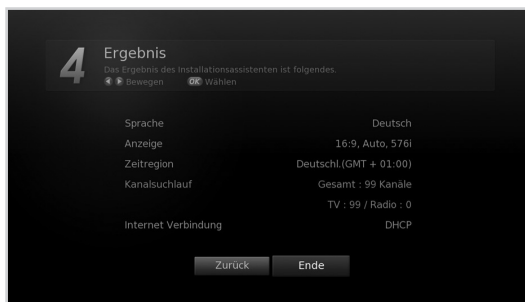 4 Ergebnis
Das Ergebnis des Installationsassistenten ist folgendes.
Bewegen OK Wählen
Sprache Deutsch
Anzeige 16:9, Auto, 576i
Zeitregion Deutschl.(GMT + 01:00)
Kanalsuchlauf Gesamt : 99 Kanäle
TV : 99 / Radio : 0
Internet Verbindung DHCP
Zurück Ende